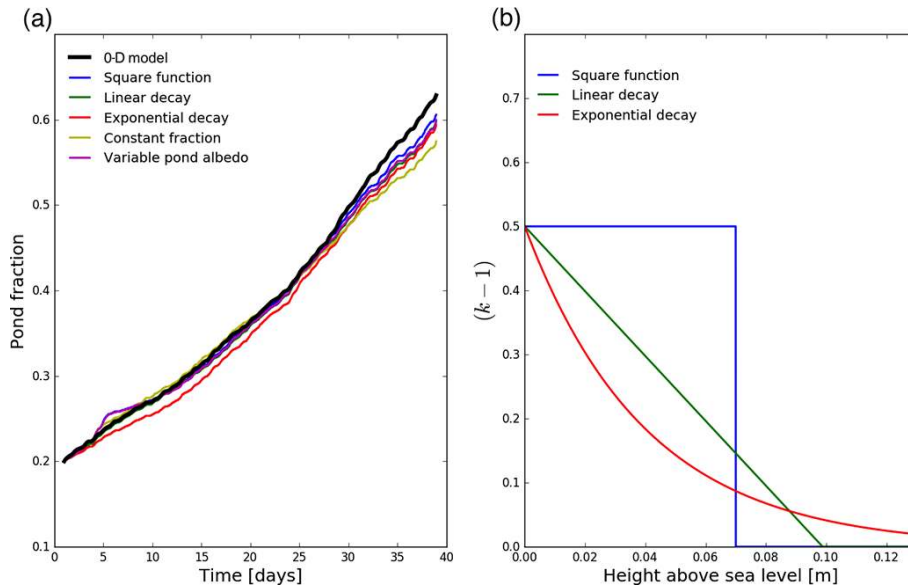 (a)
0-D model
Square function
Linear decay
Exponential decay
Constant fraction
Variable pond albedo
Pond fraction
0.6
0.5
0.4
0.3
0.2
0.1
0 5 10 15 20 25 30 35 40
Time [days]
(b)
Square function
Linear decay
Exponential decay
(k − 1)
0.7
0.6
0.5
0.4
0.3
0.2
0.1
0.0
0.00 0.02 0.04 0.06 0.08 0.10 0.12
Height above sea level [m]